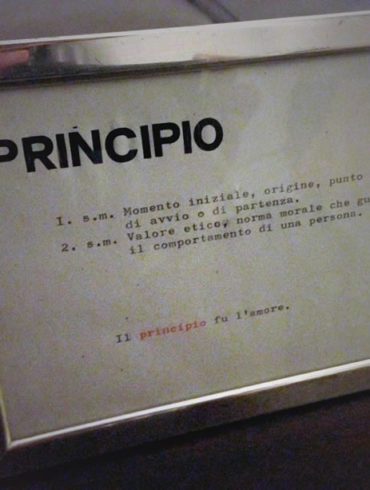 PRINCIPIO
1. s.m. Momento iniziale, origine, punto
di avvio o di partenza.
2. s.m. Valore etico, norma morale che gu
il comportamento di una persona.
Il principio fu l'amore.